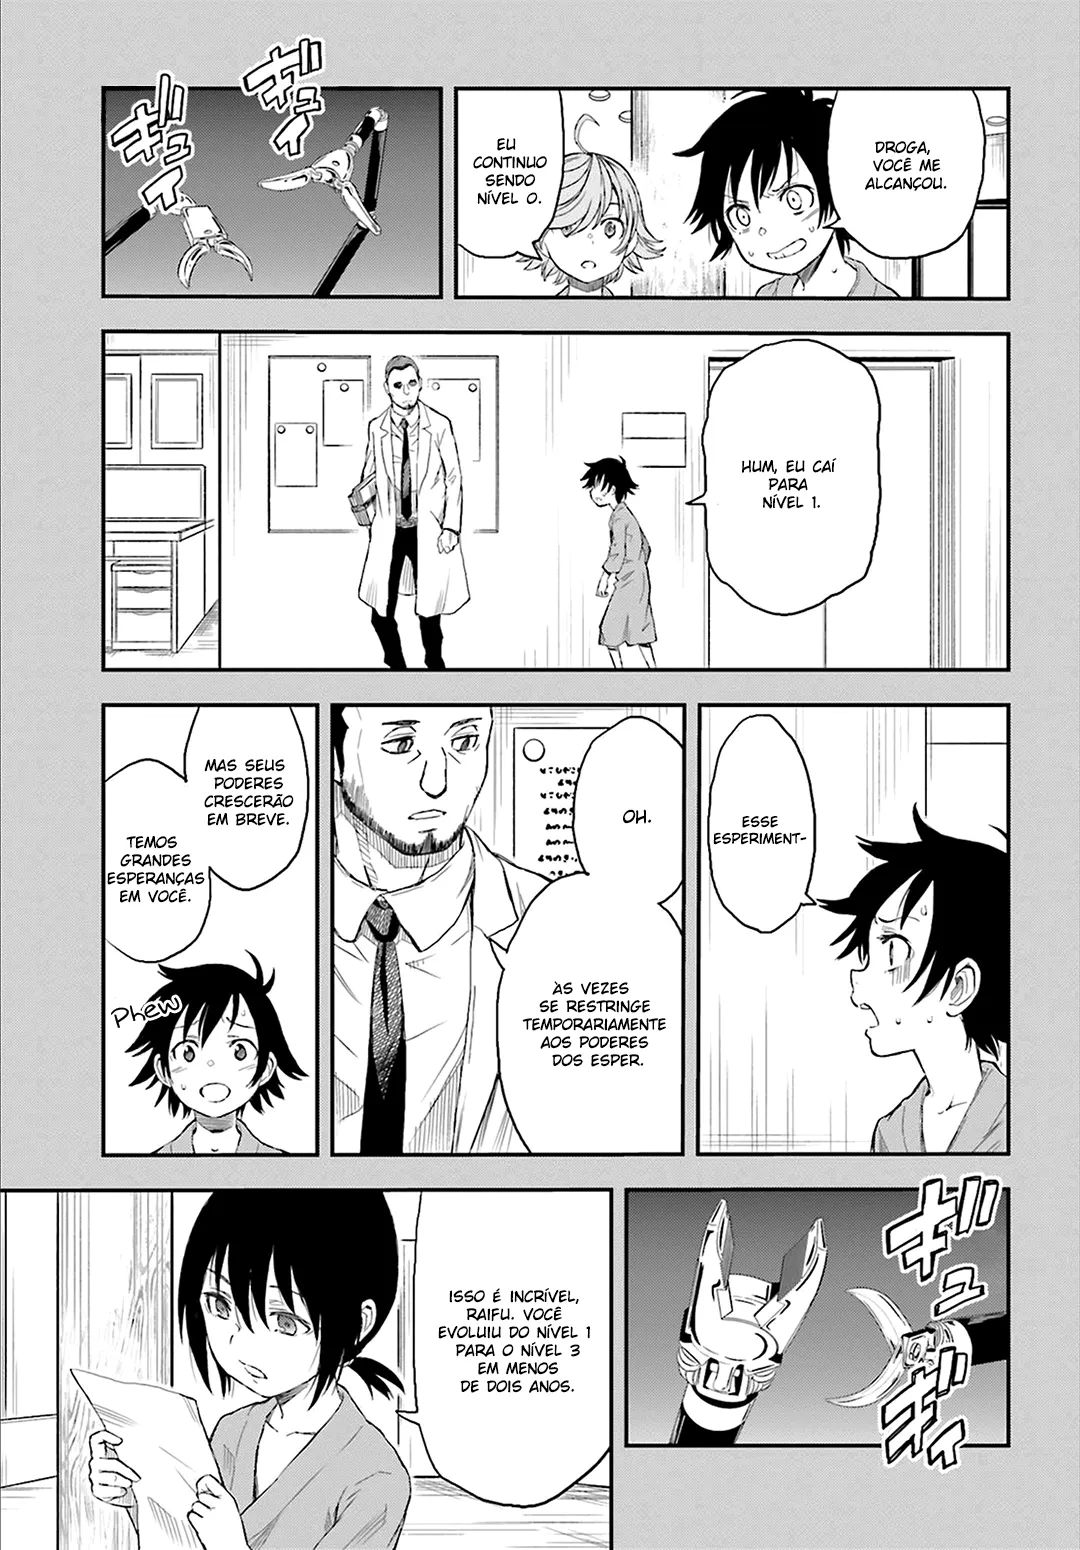 DROGA,
VOCÊ ME
ALCANÇOU.
EU
CONTINUO
SENDO
NÍVEL 0.
ギュイ
ギュイ
HUM, EU CAÍ
PARA
NÍVEL 1.
ESSE
ESPERIMENT-
OH.
ÀS VEZES
SE RESTRINGE
TEMPORARIAMENTE
AOS PODERES
DOS ESPER.
MAS SEUS
PODERES
CRESCERÃO
EM BREVE.
TEMOS
GRANDES
ESPERANÇAS
EM VOCÊ.
Phew
ギュ
ギィ
ISSO É INCRÍVEL,
RAIFU. VOCÊ
EVOLUIU DO NÍVEL 1
PARA O NÍVEL 3
EM MENOS
DE DOIS ANOS.